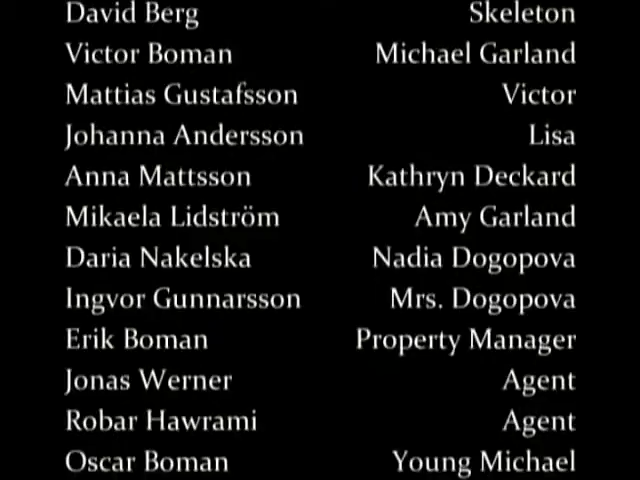 David Berg Skeleton
Victor Boman Michael Garland
Mattias Gustafsson Victor
Johanna Andersson Lisa
Anna Mattsson Kathryn Deckard
Mikaela Lidström Amy Garland
Daria Nakelska Nadia Dogopova
Ingvor Gunnarsson Mrs. Dogopova
Erik Boman Property Manager
Jonas Werner Agent
Robar Hawrami Agent
Oscar Boman Young Michael